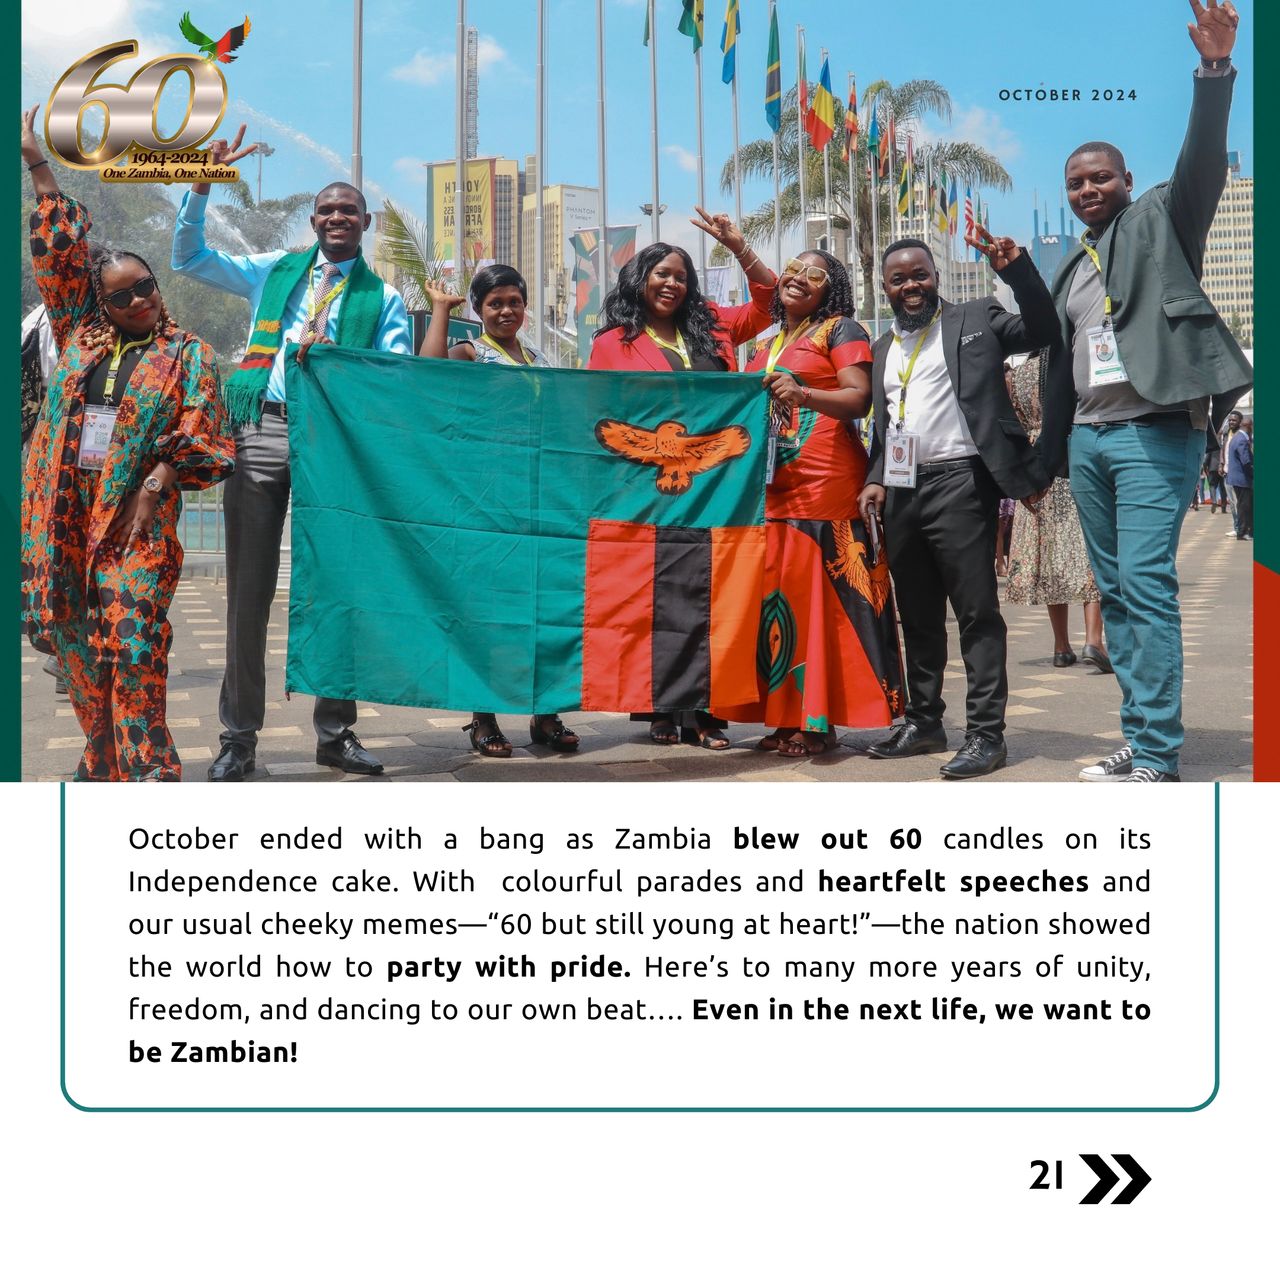 60
1964-2024
One Zambia, One Nation
OCTOBER 2024
PHANTOM
V Series
October ended with a bang as Zambia blew out 60 candles on its
Independence cake. With colourful parades and heartfelt speeches and
our usual cheeky memes—“60 but still young at heart!”—the nation showed
the world how to party with pride. Here’s to many more years of unity,
freedom, and dancing to our own beat.... Even in the next life, we want to
be Zambian!
21